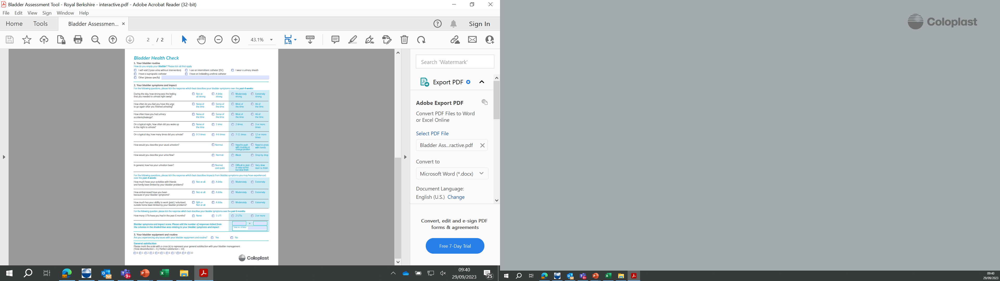 Bladder Assessment Tool - Royal Berkshire - interactive.pdf - Adobe Acrobat Reader (32-bit)
File Edit View Sign Window Help
Home Tools Bladder Assessmen... × Sign In
2 / 2 43.1%
Bladder Health Check
1. Your bladder routine
How do you empty your bladder? Please tick all that apply
I self-void (I pass urine without intervention) I use an intermittent catheter (ISC) I wear a urinary sheath
I have a suprapubic catheter I have an indwelling urethral catheter
Other (please specify)
2. Your bladder symptoms and impact
For the following questions, please tick the response which best describes your bladder symptoms over the past 4 weeks
During the day, how strong was the feeling
that you needed to urinate right away?
Not at all strong
A little strong
Moderately strong
Extremely strong
How often do you feel you have the urge
to go again after you finished urinating?
None of the time
Some of the time
Most of the time
All of the time
How often have you had urinary
accidents/leakage?
None of the time
Some of the time
Most of the time
All of the time
On a typical night, how often did you wake up
in the night to urinate?
None of the time
1 time
2 times
3 or more times
On a typical day, how many times did you urinate?
0-3 times
4-6 times
7-11 times
12 or more times
How would you describe your usual urination?
Normal
Need to push with muscles or change position
Need to press with hands
How would you describe your urine flow?
Normal
Weak
Drop by drop
In general, how has your urination been?
Normal and quick
Difficult to start or easy at first but slow finish
Very slow start to finish
For the following questions, please tick the response which best describes impacts from bladder symptoms you may have experienced
over the past 4 weeks
How much have your activities with friends
and family been limited by your bladder problems?
Not at all
A little
Moderately
Extremely
How embarrassed have you been
because of your bladder symptoms?
Not at all
A little
Moderately
Extremely
How much has your ability to work (paid / volunteer)
outside home been limited by your bladder problems?
N/A or Not at all
A little
Moderately
Extremely
For the following question, please tick the response which best describes your bladder symptoms over the past 6 months
How many UTIs have you had in the past 6 months?
None
1 UTI
2 UTIs
3 or more
Bladder symptoms and impact score: Please add the number of responses ticked from
the columns in the shaded blue area relating to your bladder symptoms and impact
+
3. Your bladder equipment and routine
Are you experiencing any issues with your bladder equipment and routine? Yes No
General satisfaction
Please mark the scale with a cross (x) to represent your general satisfaction with your bladder management
(Total dissatisfaction = 0 / Perfect satisfaction = 10)
0 1 2 3 4 5 6 7 8 9 10
Coloplast
Search 'Watermark'
Export PDF
Adobe Export PDF
Convert PDF Files to Word
or Excel Online
Select PDF File
Bladder Ass...ractive.pdf
Convert to
Microsoft Word (*.docx)
Document Language:
English (U.S.) Change
Convert, edit and e-sign PDF
forms & agreements
Free 7-Day Trial
9+
09:40
29/09/2023
25
Coloplast
09:40
29/09/2023